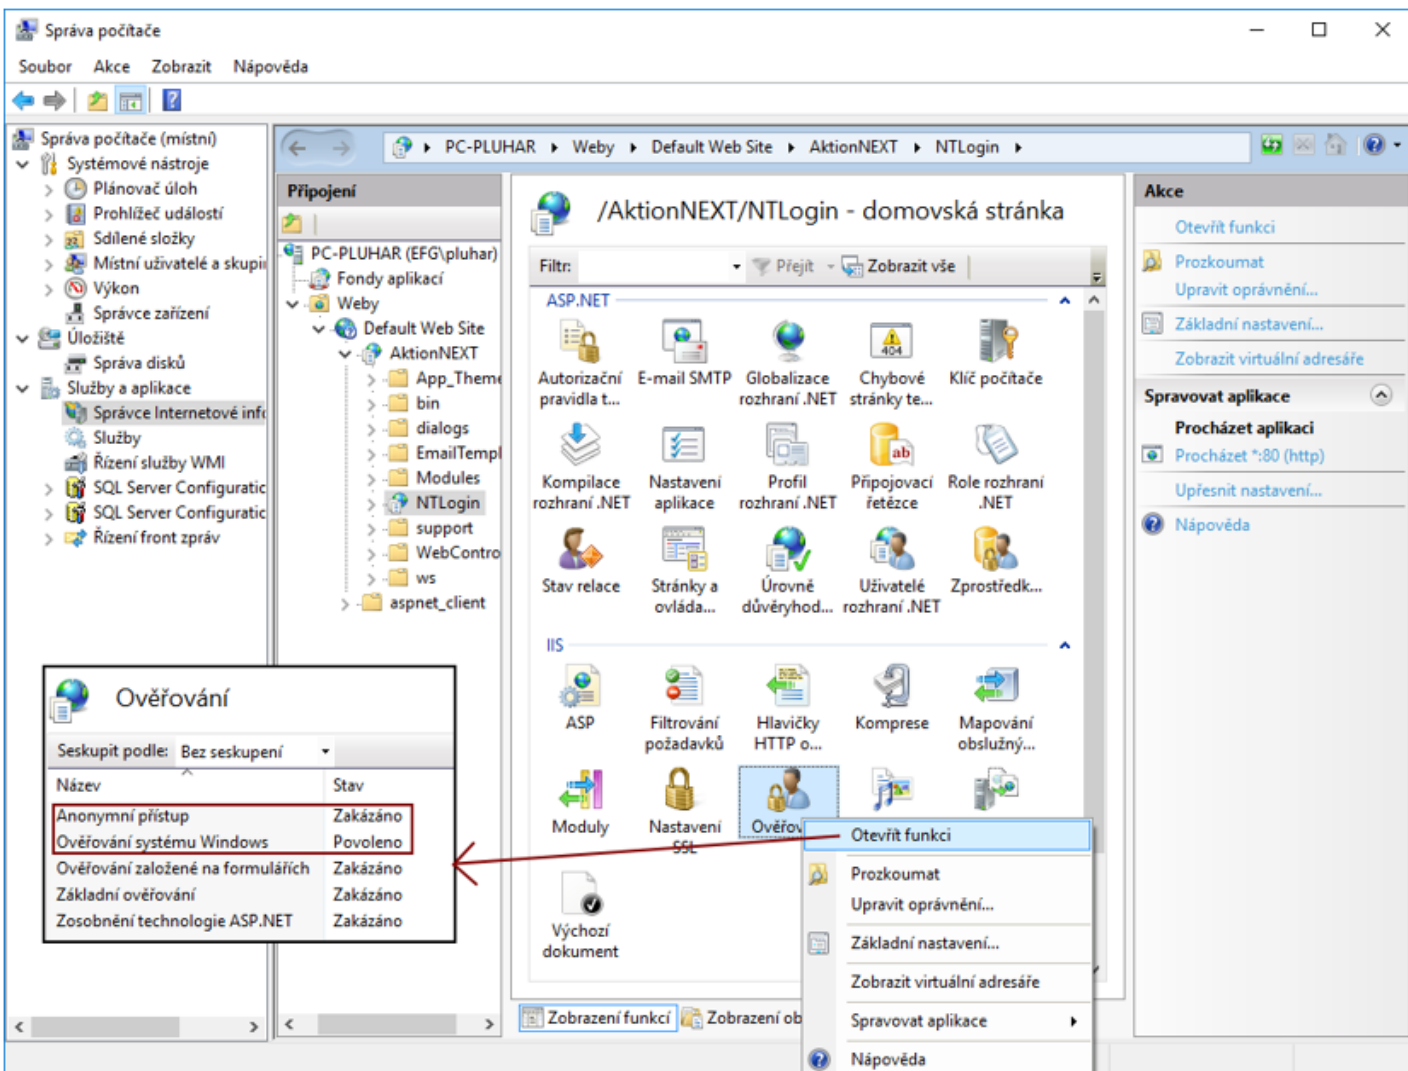 Správa počítače
Soubor Akce Zobrazit Nápověda
Správa počítače (místní)
Systémové nástroje
Plánovač úloh
Prohlížeč událostí
Sdílené složky
Místní uživatelé a skupi
Výkon
Správce zařízení
Úložiště
Správa disků
Služby a aplikace
Správce Internetové info
Služby
Řízení služby WMI
SQL Server Configuratic
SQL Server Configuratic
Řízení front zpráv
PC-PLUHAR Weby Default Web Site AktionNEXT NTLogin
Připojení
PC-PLUHAR (EFG\pluhar)
Fondy aplikací
Weby
Default Web Site
AktionNEXT
App_Theme
bin
dialogs
EmailTempl
Modules
NTLogin
support
WebContro
ws
aspnet_client
/AktionNEXT/NTLogin - domovská stránka
Filtr: Přejít Zobrazit vše
ASP.NET
Autorizační pravidla t...
E-mail SMTP
Globalizace rozhraní .NET
Chybové stránky te...
Klíč počítače
Kompilace rozhraní .NET
Nastavení aplikace
Profil rozhraní .NET
Připojovací řetězce
Role rozhraní .NET
Stav relace
Stránky a ovláda...
Úrovně důvěryhod...
Uživatelé rozhraní .NET
Zprostředk...
IIS
ASP
Filtrování požadavků
Hlavičky HTTP o...
Komprese
Mapování obslužný...
Moduly
Nastavení SSL
Ověřov
Výchozí dokument
Otevřít funkci
Prozkoumat
Upravit oprávnění...
Základní nastavení...
Zobrazit virtuální adresáře
Spravovat aplikace
Nápověda
Zobrazení funkcí Zobrazení ob
Akce
Otevřít funkci
Prozkoumat
Upravit oprávnění...
Základní nastavení...
Zobrazit virtuální adresáře
Spravovat aplikace
Procházet aplikaci
Procházet *:80 (http)
Upřesnit nastavení...
Nápověda
Ověřování
Seskupit podle: Bez seskupení
Název Stav
Anonymní přístup Zakázáno
Ověřování systému Windows Povoleno
Ověřování založené na formulářích Zakázáno
Základní ověřování Zakázáno
Zosobnění technologie ASP.NET Zakázáno